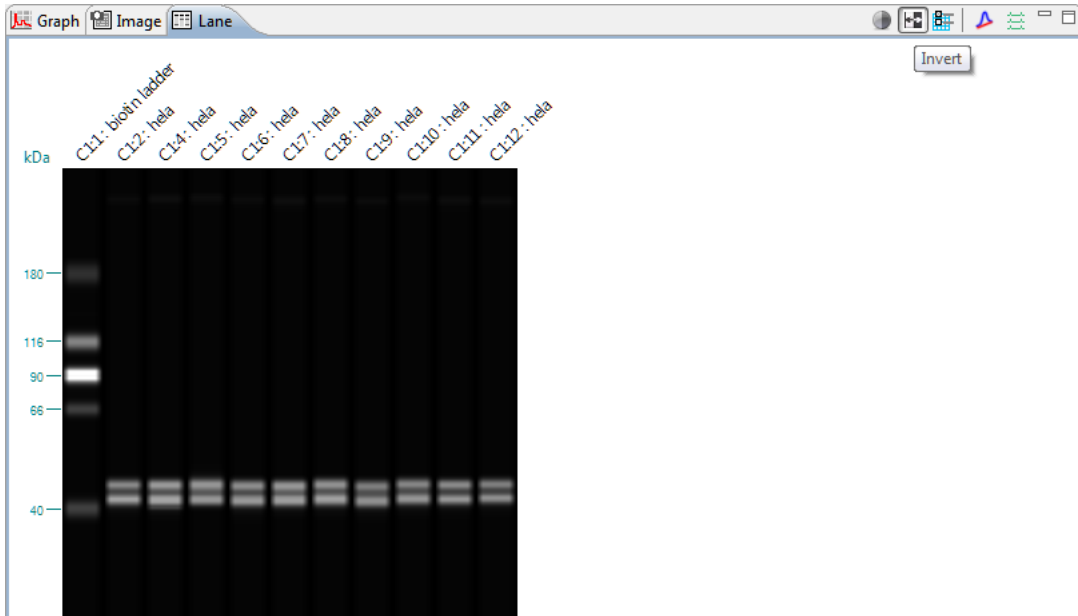 Graph Image Lane
Invert
C1:1 : biotin ladder
C1:2 : hela
C1:4 : hela
C1:5 : hela
C1:6 : hela
C1:7 : hela
C1:8 : hela
C1:9 : hela
C1:10 : hela
C1:11 : hela
C1:12 : hela
kDa
180
116
90
66
40